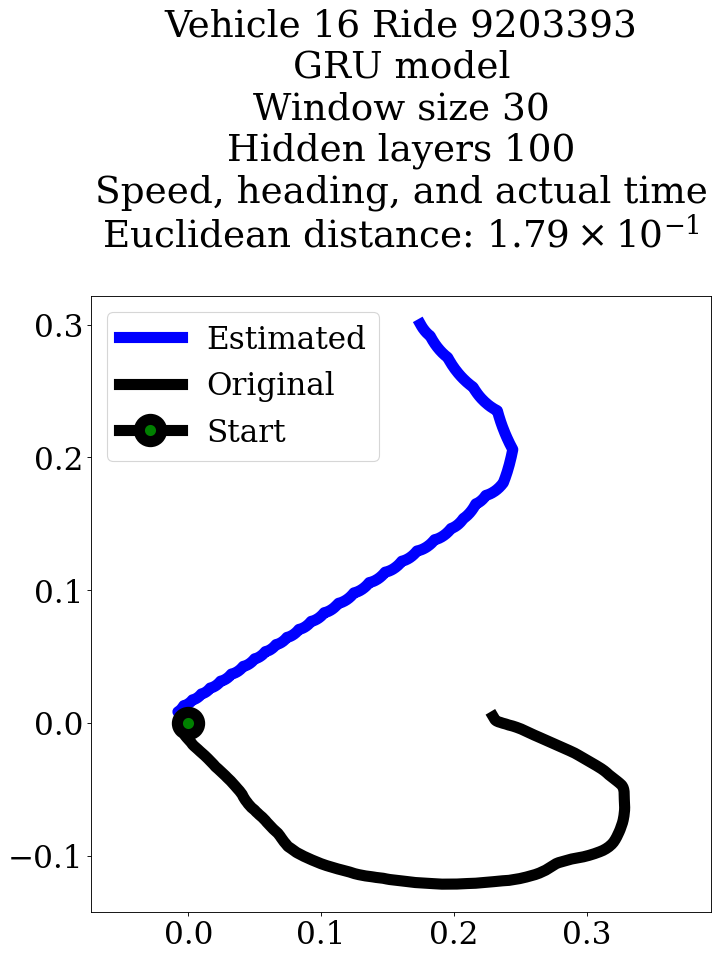 Vehicle 16 Ride 9203393
GRU model
Window size 30
Hidden layers 100
Speed, heading, and actual time
Euclidean distance: $1.79 \times 10^{-1}$
Estimated
Original
Start
0.3
0.2
0.1
0.0
−0.1
0.0 0.1 0.2 0.3